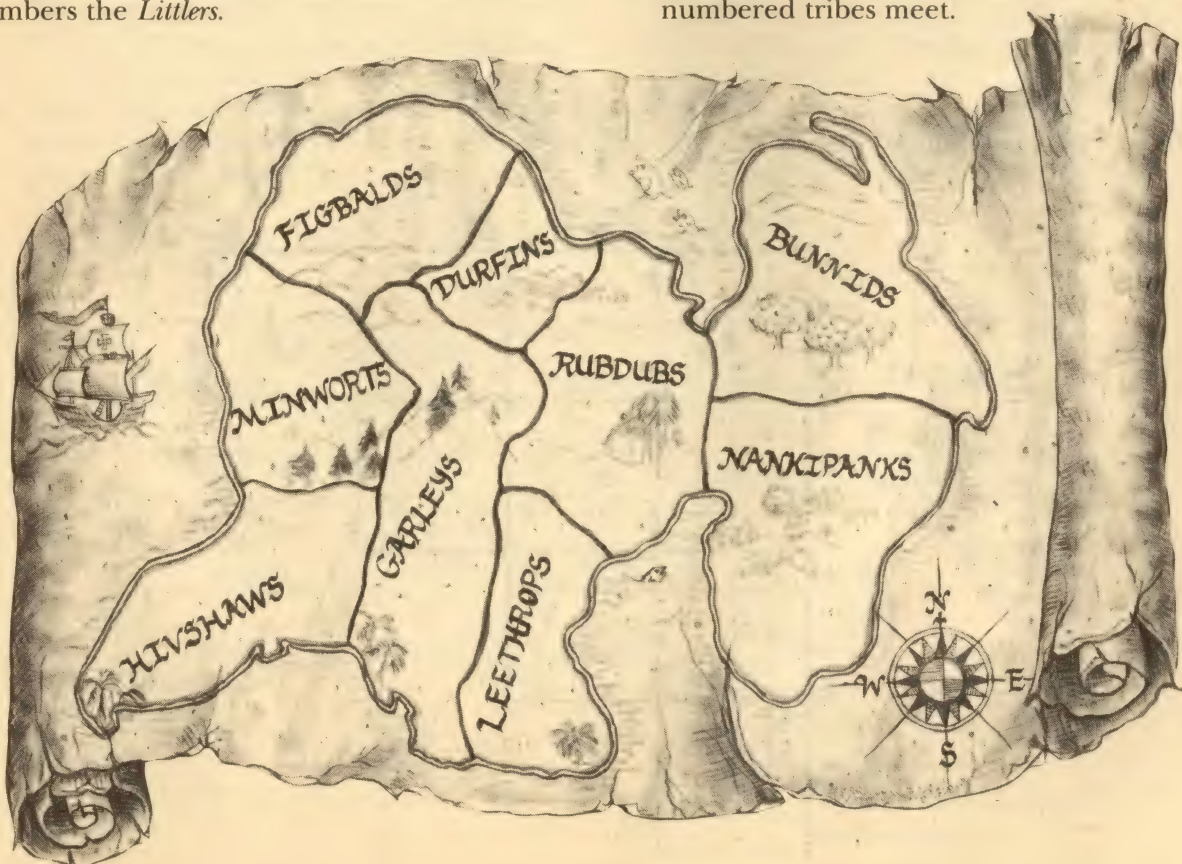 mbers the Littlers.
numbered tribes meet.
FIGBALDS
DURFINS
BUNNIDS
RUBDUBS
MINWORTS
NANKIPANKS
GARLEYS
LEETHROPS
HIVSHAWS
N
W E
S